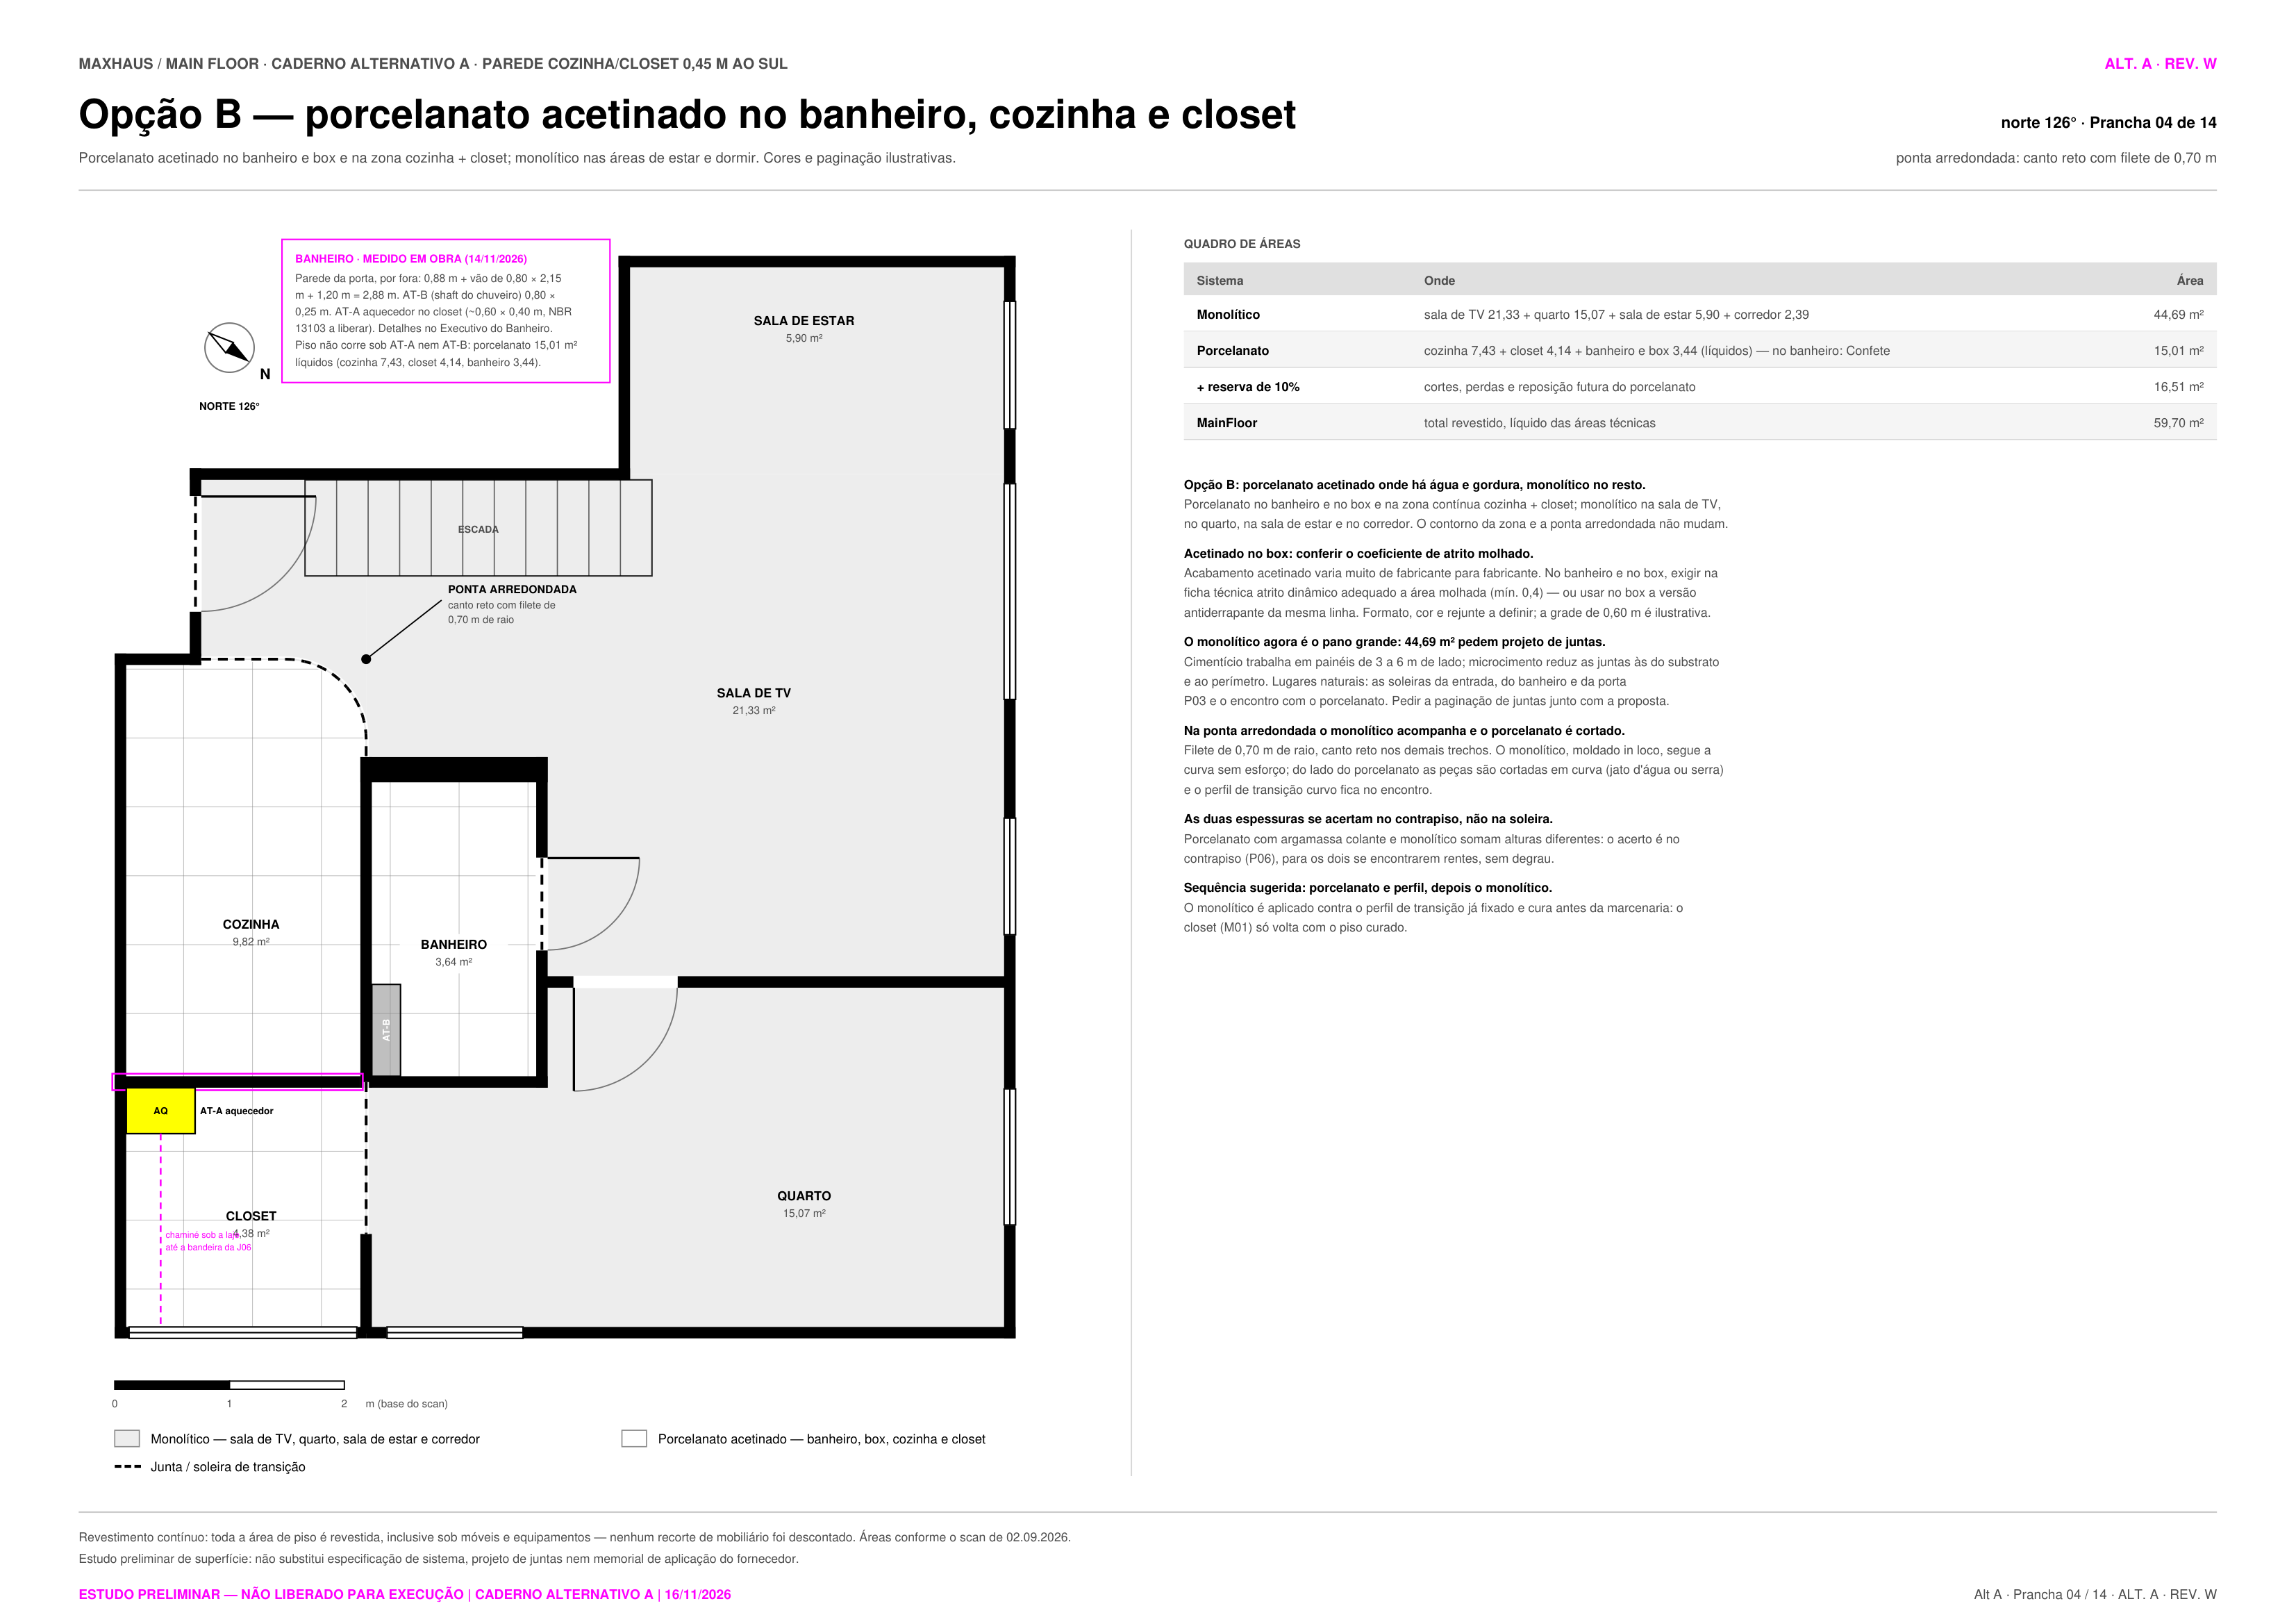 MAXHAUS / MAIN FLOOR · CADERNO ALTERNATIVO A · PAREDE COZINHA/CLOSET 0,45 M AO SUL
ALT. A · REV. W
Opção B — porcelanato acetinado no banheiro, cozinha e closet
norte 126° · Prancha 04 de 14
Porcelanato acetinado no banheiro e box e na zona cozinha + closet; monolítico nas áreas de estar e dormir. Cores e paginação ilustrativas.
ponta arredondada: canto reto com filete de 0,70 m
BANHEIRO · MEDIDO EM OBRA (14/11/2026)
Parede da porta, por fora: 0,88 m + vão de 0,80 × 2,15
m + 1,20 m = 2,88 m. AT-B (shaft do chuveiro) 0,80 ×
0,25 m. AT-A aquecedor no closet (~0,60 × 0,40 m, NBR
13103 a liberar). Detalhes no Executivo do Banheiro.
Piso não corre sob AT-A nem AT-B: porcelanato 15,01 m²
líquidos (cozinha 7,43, closet 4,14, banheiro 3,44).
N
NORTE 126°
SALA DE ESTAR
5,90 m²
ESCADA
PONTA ARREDONDADA
canto reto com filete de
0,70 m de raio
SALA DE TV
21,33 m²
COZINHA
9,82 m²
BANHEIRO
3,64 m²
AT-B
AQ
AT-A aquecedor
QUARTO
15,07 m²
CLOSET
4,38 m²
chaminé sob a laje,
até a bandeira da J06
0
1
2
m (base do scan)
Monolítico — sala de TV, quarto, sala de estar e corredor
Porcelanato acetinado — banheiro, box, cozinha e closet
Junta / soleira de transição
QUADRO DE ÁREAS
Sistema Onde Área
Monolítico sala de TV 21,33 + quarto 15,07 + sala de estar 5,90 + corredor 2,39 44,69 m²
Porcelanato cozinha 7,43 + closet 4,14 + banheiro e box 3,44 (líquidos) — no banheiro: Confete 15,01 m²
+ reserva de 10% cortes, perdas e reposição futura do porcelanato 16,51 m²
MainFloor total revestido, líquido das áreas técnicas 59,70 m²
Opção B: porcelanato acetinado onde há água e gordura, monolítico no resto.
Porcelanato no banheiro e no box e na zona contínua cozinha + closet; monolítico na sala de TV,
no quarto, na sala de estar e no corredor. O contorno da zona e a ponta arredondada não mudam.
Acetinado no box: conferir o coeficiente de atrito molhado.
Acabamento acetinado varia muito de fabricante para fabricante. No banheiro e no box, exigir na
ficha técnica atrito dinâmico adequado a área molhada (mín. 0,4) — ou usar no box a versão
antiderrapante da mesma linha. Formato, cor e rejunte a definir; a grade de 0,60 m é ilustrativa.
O monolítico agora é o pano grande: 44,69 m² pedem projeto de juntas.
Cimentício trabalha em painéis de 3 a 6 m de lado; microcimento reduz as juntas às do substrato
e ao perímetro. Lugares naturais: as soleiras da entrada, do banheiro e da porta
P03 e o encontro com o porcelanato. Pedir a paginação de juntas junto com a proposta.
Na ponta arredondada o monolítico acompanha e o porcelanato é cortado.
Filete de 0,70 m de raio, canto reto nos demais trechos. O monolítico, moldado in loco, segue a
curva sem esforço; do lado do porcelanato as peças são cortadas em curva (jato d'água ou serra)
e o perfil de transição curvo fica no encontro.
As duas espessuras se acertam no contrapiso, não na soleira.
Porcelanato com argamassa colante e monolítico somam alturas diferentes: o acerto é no
contrapiso (P06), para os dois se encontrarem rentes, sem degrau.
Sequência sugerida: porcelanato e perfil, depois o monolítico.
O monolítico é aplicado contra o perfil de transição já fixado e cura antes da marcenaria: o
closet (M01) só volta com o piso curado.
Revestimento contínuo: toda a área de piso é revestida, inclusive sob móveis e equipamentos — nenhum recorte de mobiliário foi descontado. Áreas conforme o scan de 02.09.2026.
Estudo preliminar de superfície: não substitui especificação de sistema, projeto de juntas nem memorial de aplicação do fornecedor.
ESTUDO PRELIMINAR — NÃO LIBERADO PARA EXECUÇÃO | CADERNO ALTERNATIVO A | 16/11/2026
Alt A · Prancha 04 / 14 · ALT. A · REV. W